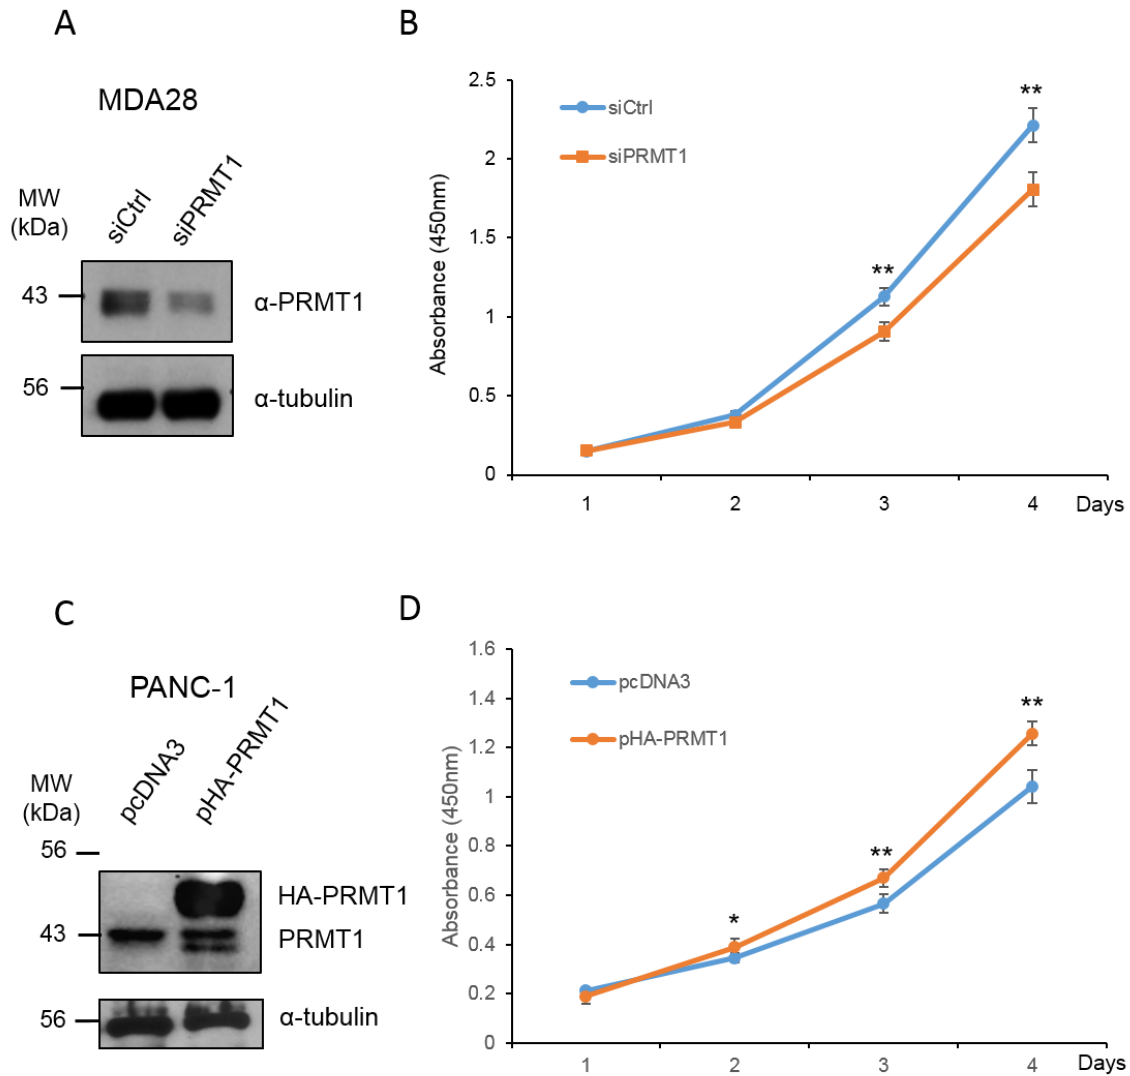 A
MDA28
MW
(kDa)
siCtrl
siPRMT1
43
α-PRMT1
56
α-tubulin
B
2.5
2
1.5
1
0.5
0
Absorbance (450nm)
siCtrl
siPRMT1
**
**
1 2 3 4 Days
C
PANC-1
MW
(kDa)
pcDNA3
pHA-PRMT1
56
HA-PRMT1
43
PRMT1
56
α-tubulin
D
1.6
1.4
1.2
1
0.8
0.6
0.4
0.2
0
Absorbance (450nm)
pcDNA3
pHA-PRMT1
*
**
**
1 2 3 4 Days